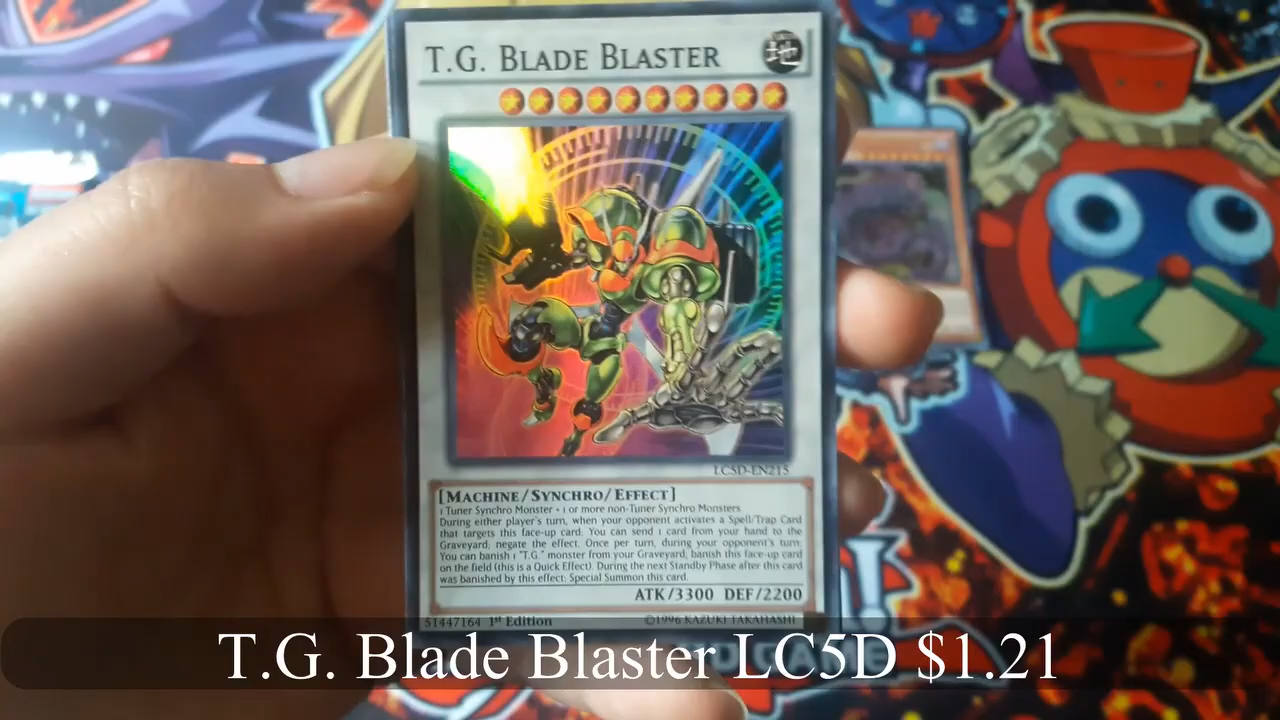 T.G. Blade Blaster
地
LC5D-EN215
[Machine/Synchro/Effect]
1 Tuner Synchro Monster + 1 or more non-Tuner Synchro Monsters
During either player's turn, when your opponent activates a Spell/Trap Card
that targets this face-up card: You can send 1 card from your hand to the
Graveyard; negate the effect. Once per turn, during your opponent's turn:
You can banish 1 "T.G." monster from your Graveyard; banish this face-up card
on the field (this is a Quick Effect). During the next Standby Phase after this card
was banished by this effect: Special Summon this card.
ATK/3300 DEF/2200
51447164 1st Edition ©1996 KAZUKI TAKAHASHI
T.G. Blade Blaster LC5D $1.21